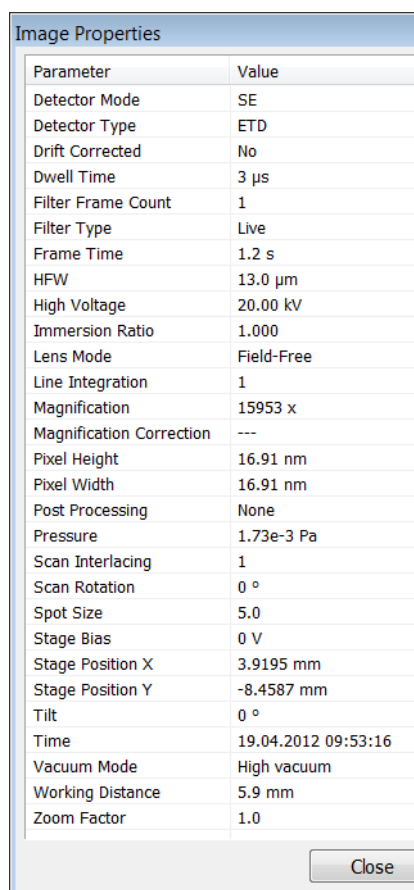 Image Properties
Parameter Value
Detector Mode SE
Detector Type ETD
Drift Corrected No
Dwell Time 3 µs
Filter Frame Count 1
Filter Type Live
Frame Time 1.2 s
HFW 13.0 µm
High Voltage 20.00 kV
Immersion Ratio 1.000
Lens Mode Field-Free
Line Integration 1
Magnification 15953 x
Magnification Correction ---
Pixel Height 16.91 nm
Pixel Width 16.91 nm
Post Processing None
Pressure 1.73e-3 Pa
Scan Interlacing 1
Scan Rotation 0 º
Spot Size 5.0
Stage Bias 0 V
Stage Position X 3.9195 mm
Stage Position Y -8.4587 mm
Tilt 0 º
Time 19.04.2012 09:53:16
Vacuum Mode High vacuum
Working Distance 5.9 mm
Zoom Factor 1.0
Close